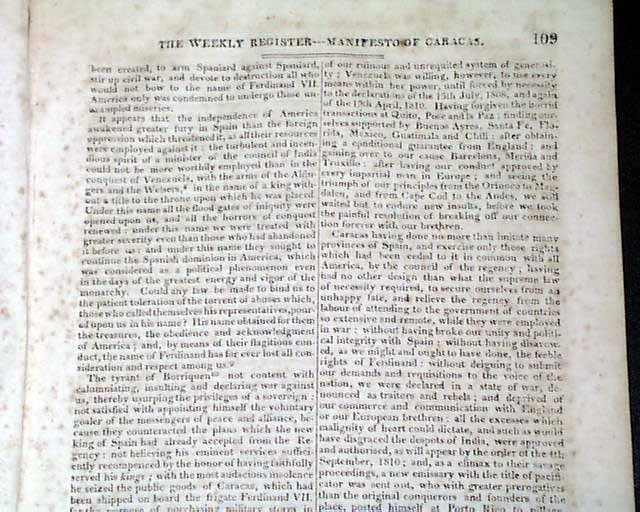 THE WEEKLY REGISTER—MANIFESTO OF CARACAS. 109
been created, to arm Spaniard against Spaniard,
stir up civil war, and devote to destruction all who
would not bow to the name of Ferdinand VII.
America only was condemned to undergo those un-
exampled miseries.
It appears that the independence of America
awakened greater fury in Spain than the foreign
oppression which threatened it, as all their resources
were employed against it: the turbulent and incen-
dious spirit of a minister of the council of India
could not be more worthily employed than in the
conquest of Venezuela, with the arms of the Alfin-
gers and the Welsers,* in the name of a king with-
out a title to the throne upon which he was placed.
Under this name all the flood gates of iniquity were
opened upon us, and all the horrors of conquest
renewed: under this name we were treated with
greater severity even than those who had abandoned
it before us: and under this name they sought to
continue the Spanish dominion in America, which
was considered as a political phenomenon even
in the days of the greatest energy and vigor of the
monarchy. Could any law be made to bind us to
the patient toleration of the torrent of abuses which,
those who called themselves his representatives, pour-
ed upon us in his name? His name obtained for them
the treasures, the obedience and acknowledgment
of America; and, by means of their flagitious con-
duct, the name of Ferdinand has for ever lost all con-
sideration and respect among us.
The tyrant of Borriquen not content with
calumniating, insulting and declaring war against
us, thereby usurping the privileges of a sovereign:
not satisfied with appointing himself the voluntary
goaler of the messengers of peace and alliance, be-
cause they counteracted the plans which the new
king of Spain had already accepted from the Re-
gency: not believing his eminent services suffi-
ciently recompenced by the honor of having faithfully
served his kings; with the most audacious insolence
he seized the public goods of Caracas, which had
been shipped on board the frigate Ferdinand VII.
for the purpose of purchasing military stores in
of our ruinous and unrequited system of generosi-
ty; Venezuela was willing, however, to use every
means within her power, until forced by necessity
to the declarations of the 15th July, 1808, and again
of the 19th April, 1810. Having forgiven the horrid
transactions at Quito, Pose and la Paz: finding our-
selves supported by Buenos Ayres, Santa Fe, Flo-
rida, Mexico, Guatimala and Chili: after obtain-
ing a conditional guarantee from England: and
gaining over to our cause Barcelona, Merida and
Truxillo: after having our conduct approved by
every impartial man in Europe; and seeing the
triumph of our principles from the Orinoco to Mag-
dalen, and from Cape Cod to the Andes, we still
waited but to endure new insults, before we took
the painful resolution of breaking off our connec-
tion forever with our brethren.
Caracas having done no more than imitate many
provinces of Spain, and exercise only those rights
which had been ceded to it in common with all
America, by the council of the regency; having
had no other design than what the supreme law
of necessity required, to secure ourselves from an
unhappy fate, and relieve the regency from the
labour of attending to the government of countries
so extensive and remote, while they were employed
in war: without having broke our unity and politi-
cal integrity with Spain; without having disavow-
ed, as we might and ought to have done, the feeble
rights of Ferdinand; without deigning to submit
our demands and requisitions to the voice of the
nation, we were declared in a state of war, an-
nounced as traitors and rebels; and deprived of
our commerce and communication with England
or our European brethren; all the excesses which
malignity of heart could dictate, and such as would
have disgraced the despots of India, were approved
and authorised, as will appear by the order of the 4th
September, 1810; and, as a climax to their savage
proceedings, a new emissary with the title of pacifi-
cator was sent out, who with greater prerogatives
than the original conquerors and founders of the
place, posted himself at Porto Rico to pillage